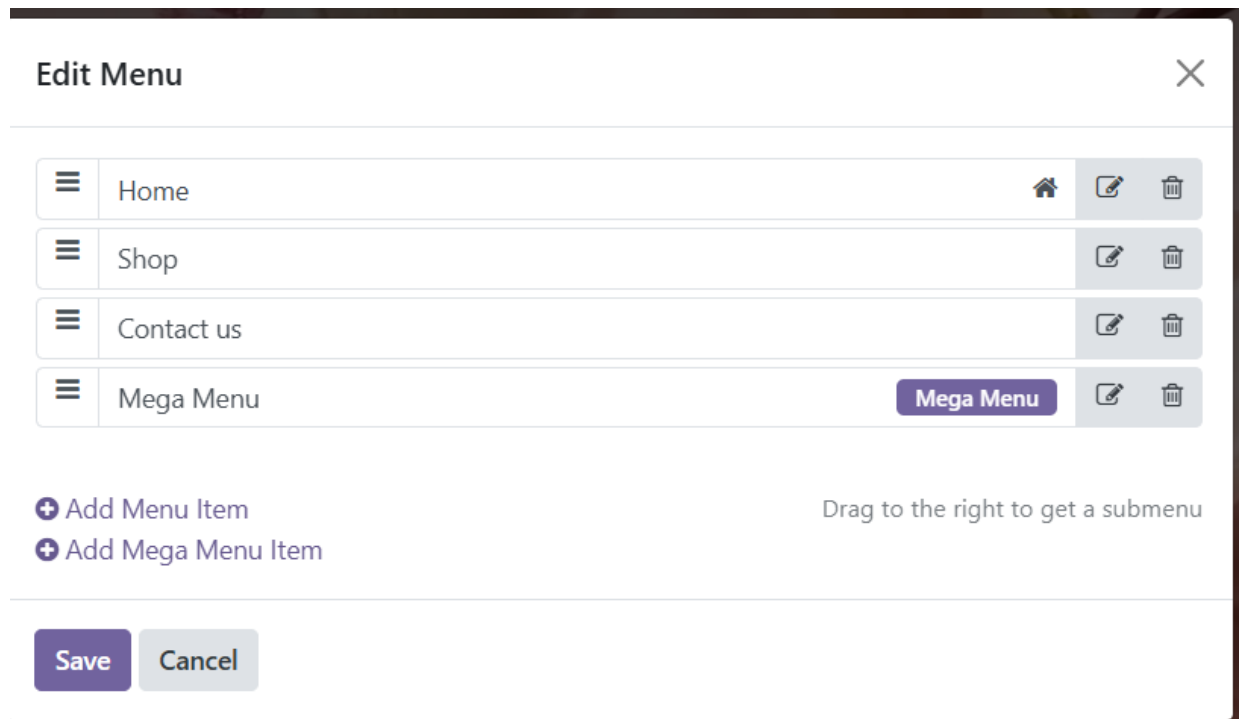 Edit Menu
Home
Shop
Contact us
Mega Menu Mega Menu
Add Menu Item Drag to the right to get a submenu
Add Mega Menu Item
Save Cancel